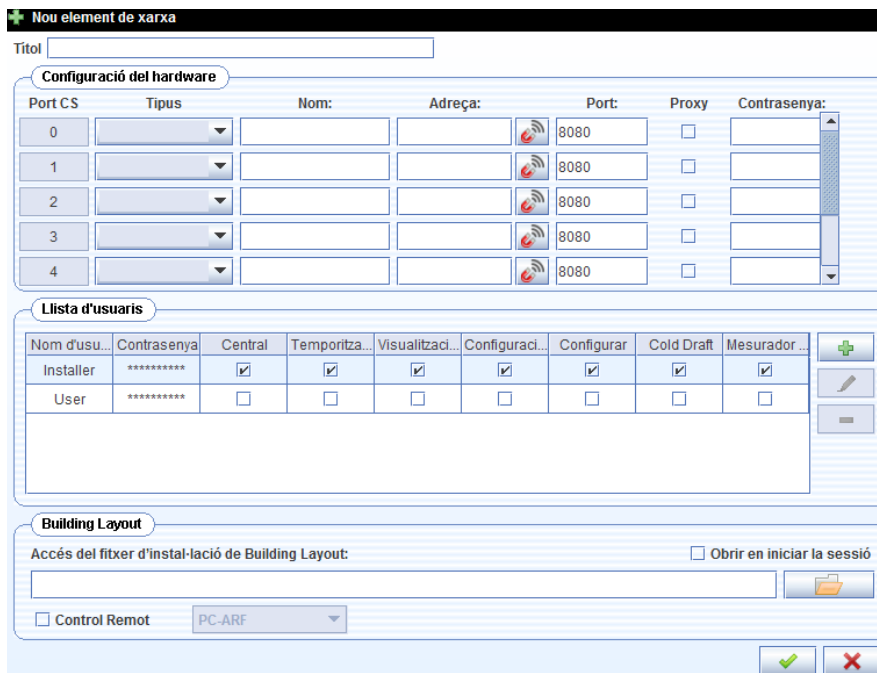 Nou element de xarxa
Títol
Configuració del hardware
Port CS Tipus Nom: Adreça: Port: Proxy Contrasenya:
0 8080
1 8080
2 8080
3 8080
4 8080
Llista d'usuaris
Nom d'usu... Contrasenya Central Temporitza... Visualitzaci... Configuraci... Configurar Cold Draft Mesurador ...
Installer **********
User **********
Building Layout
Accés del fitxer d'instal·lació de Building Layout: Obrir en iniciar la sessió
Control Remot PC-ARF